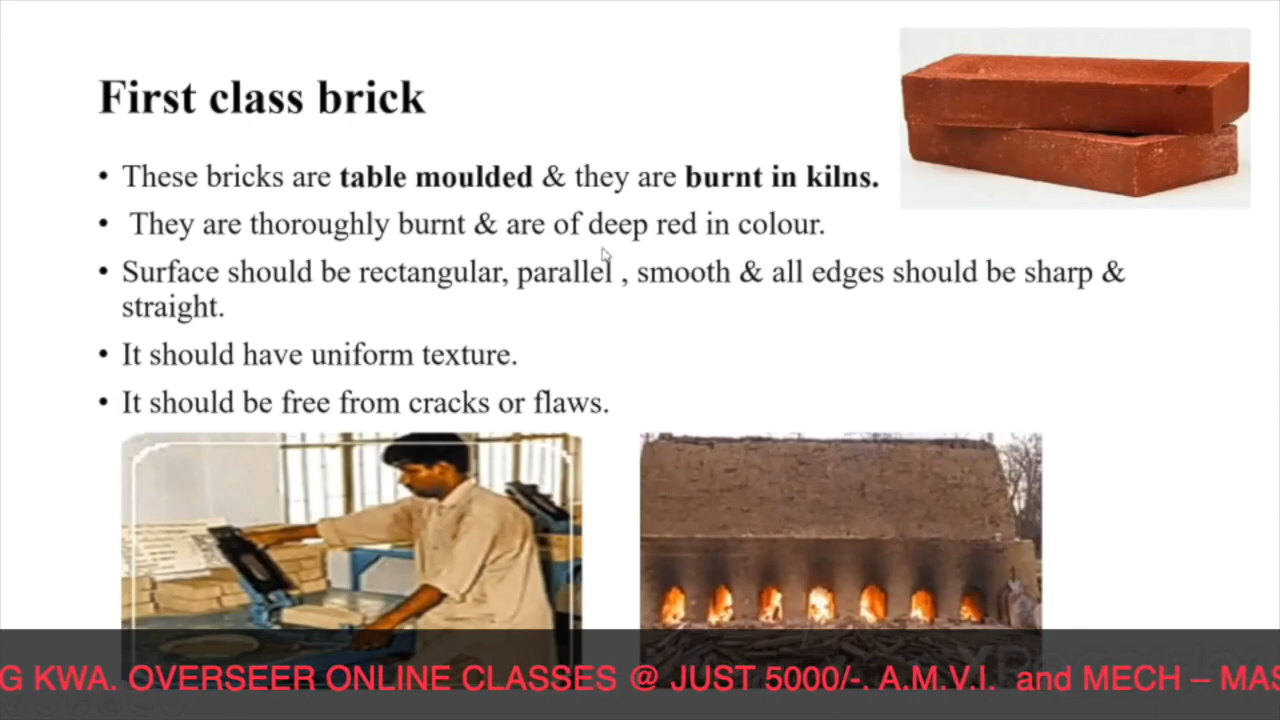 First class brick
• These bricks are table moulded & they are burnt in kilns.
• They are thoroughly burnt & are of deep red in colour.
• Surface should be rectangular, parallel , smooth & all edges should be sharp &
straight.
• It should have uniform texture.
• It should be free from cracks or flaws.
G KWA. OVERSEER ONLINE CLASSES @ JUST 5000/-. A.M.V.I. and MECH – MAS